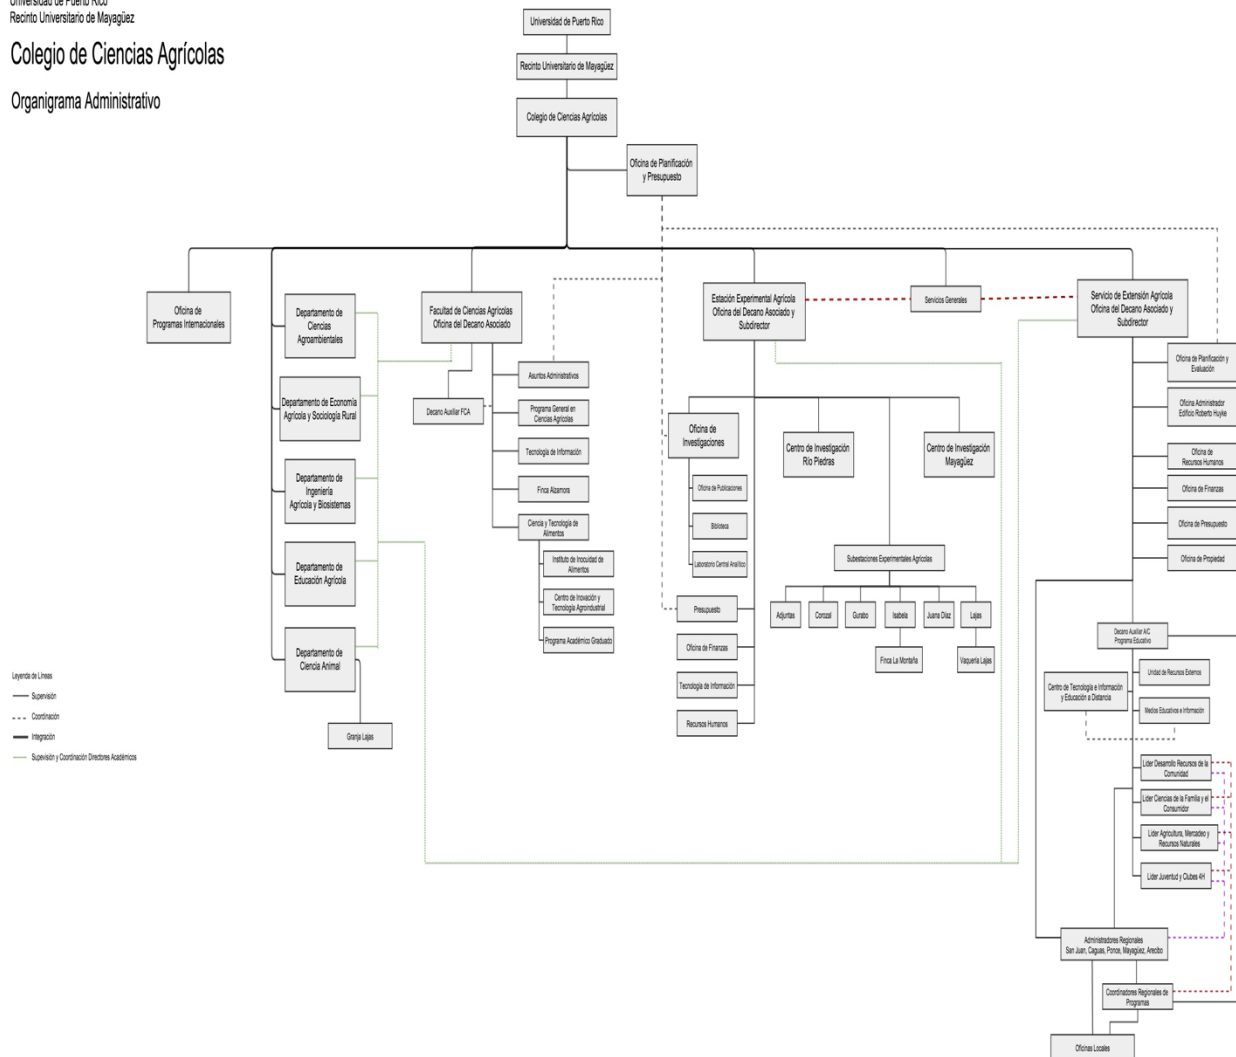 Universidad de Puerto Rico
Recinto Universitario de Mayagüez
Colegio de Ciencias Agrícolas
Organigrama Administrativo
Universidad de Puerto Rico
Recinto Universitario de Mayagüez
Colegio de Ciencias Agrícolas
Oficina de Planificación
y Presupuesto
Oficina de
Programas Internacionales
Departamento de
Ciencias
Agroambientales
Departamento de Economía
Agrícola y Sociología Rural
Departamento de
Ingeniería
Agrícola y Biosistemas
Departamento de
Educación Agrícola
Departamento de
Ciencia Animal
Granja Lajas
Facultad de Ciencias Agrícolas
Oficina del Decano Asociado
Decano Auxiliar FCA
Asuntos Administrativos
Programa General en
Ciencias Agrícolas
Tecnología de Información
Finca Alzamora
Ciencia y Tecnología de
Alimentos
Instituto de Inocuidad de
Alimentos
Centro de Inovación y
Tecnología Agroindustrial
Programa Académico Graduado
Estación Experimental Agrícola
Oficina del Decano Asociado y
Subdirector
Oficina de
Investigaciones
Oficina de Publicaciones
Biblioteca
Laboratorio Central Analítico
Presupuesto
Oficina de Finanzas
Tecnología de Información
Recursos Humanos
Centro de Investigación
Río Piedras
Centro de Investigación
Mayagüez
Subestaciones Experimentales Agrícolas
Adjuntas
Corozal
Gurabo
Isabela
Juana Díaz
Lajas
Finca La Montaña
Vaquería Lajas
Servicios Generales
Servicio de Extensión Agrícola
Oficina del Decano Asociado y
Subdirector
Oficina de Planificación y
Evaluación
Oficina Administrador
Edificio Roberto Huyke
Oficina de
Recursos Humanos
Oficina de Finanzas
Oficina de Presupuesto
Oficina de Propiedad
Decano Auxiliar A/C
Programa Educativo
Centro de Tecnología e Información
y Educación a Distancia
Unidad de Recursos Externos
Medios Educativos e Información
Líder Desarrollo Recursos de la
Comunidad
Líder Ciencias de la Familia y el
Consumidor
Líder Agricultura, Mercadeo y
Recursos Naturales
Líder Juventud y Clubes 4H
Administradores Regionales
San Juan, Caguas, Ponce, Mayagüez, Arecibo
Coordinadores Regionales de
Programas
Oficinas Locales
Leyenda de Líneas
Supervisión
Coordinación
Integración
Supevisión y Coordinación Directores Académicos